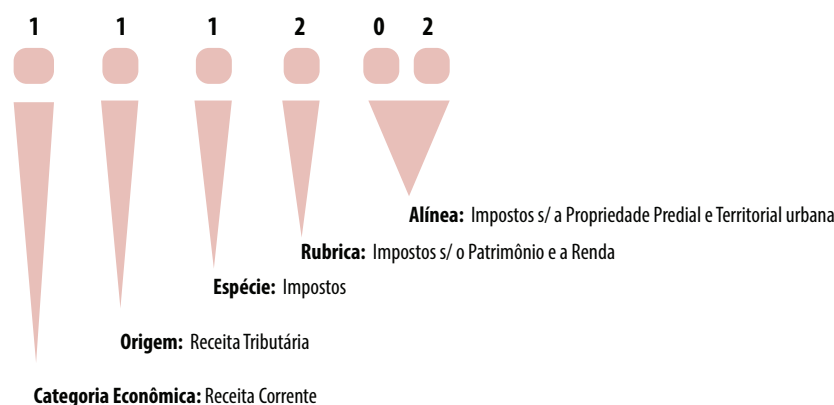 1 1 1 2 0 2
Alínea: Impostos s/ a Propriedade Predial e Territorial urbana
Rubrica: Impostos s/ o Patrimônio e a Renda
Espécie: Impostos
Origem: Receita Tributária
Categoria Econômica: Receita Corrente